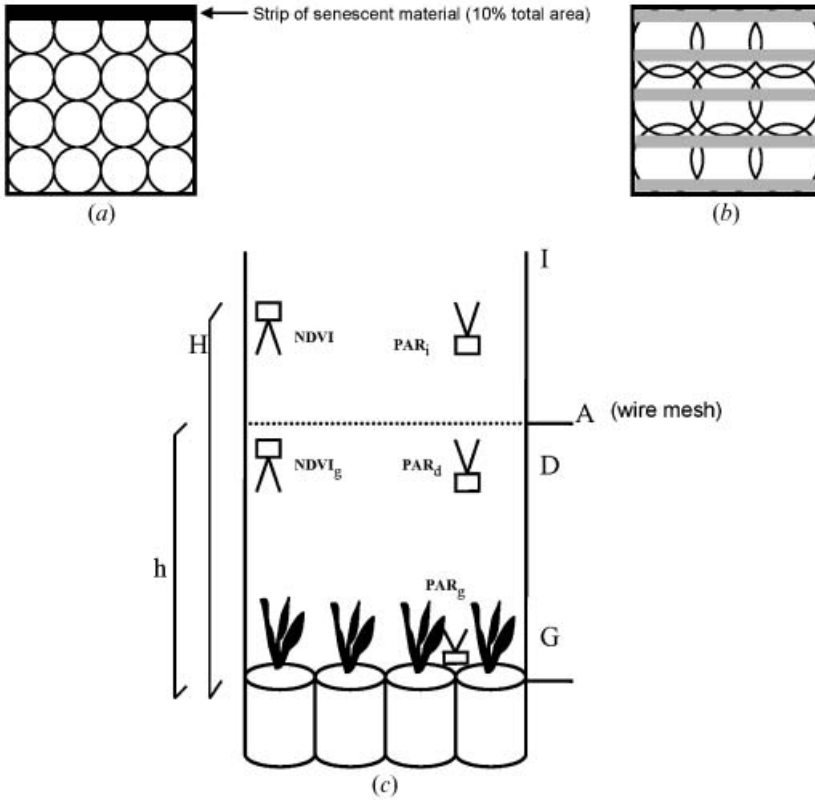 Strip of senescent material (10% total area)
(a)
(b)
I
H
NDVI
PARi
A (wire mesh)
NDVIg
PARd
D
h
PARg
G
(c)